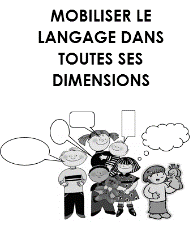 MOBILISER LE
LANGAGE DANS
TOUTES SES
DIMENSIONS